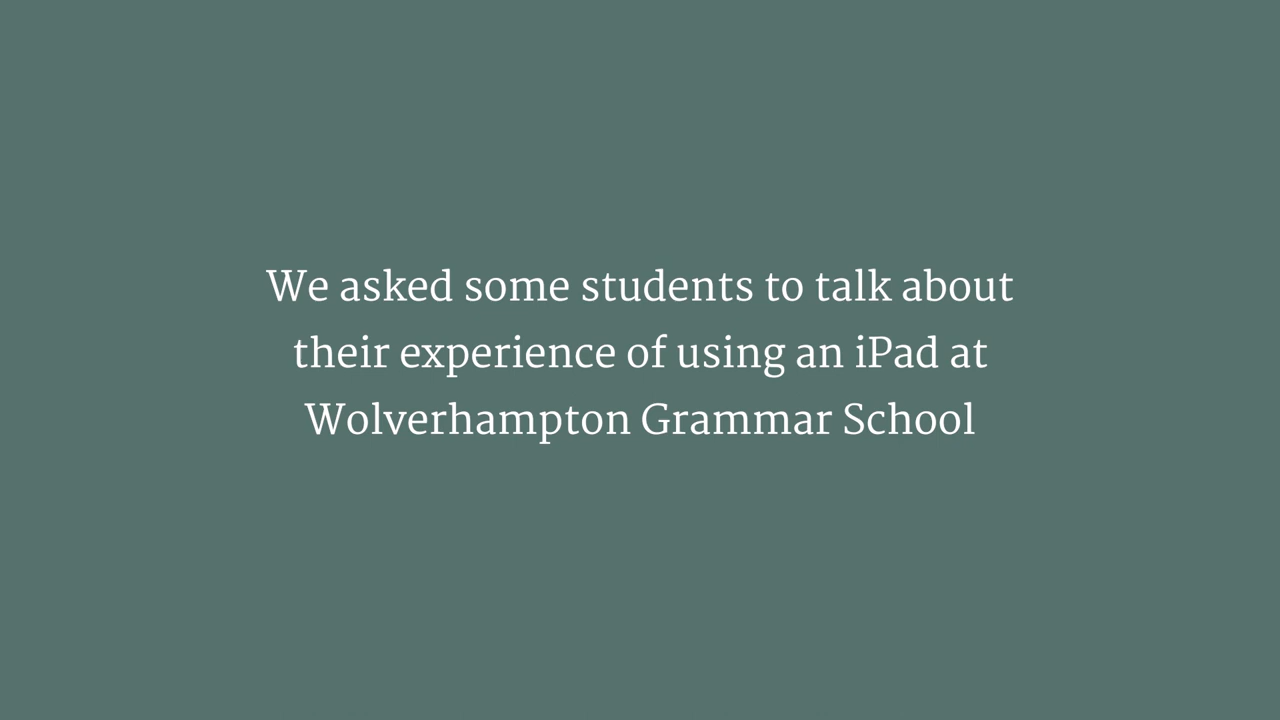 We asked some students to talk about
their experience of using an iPad at
Wolverhampton Grammar School